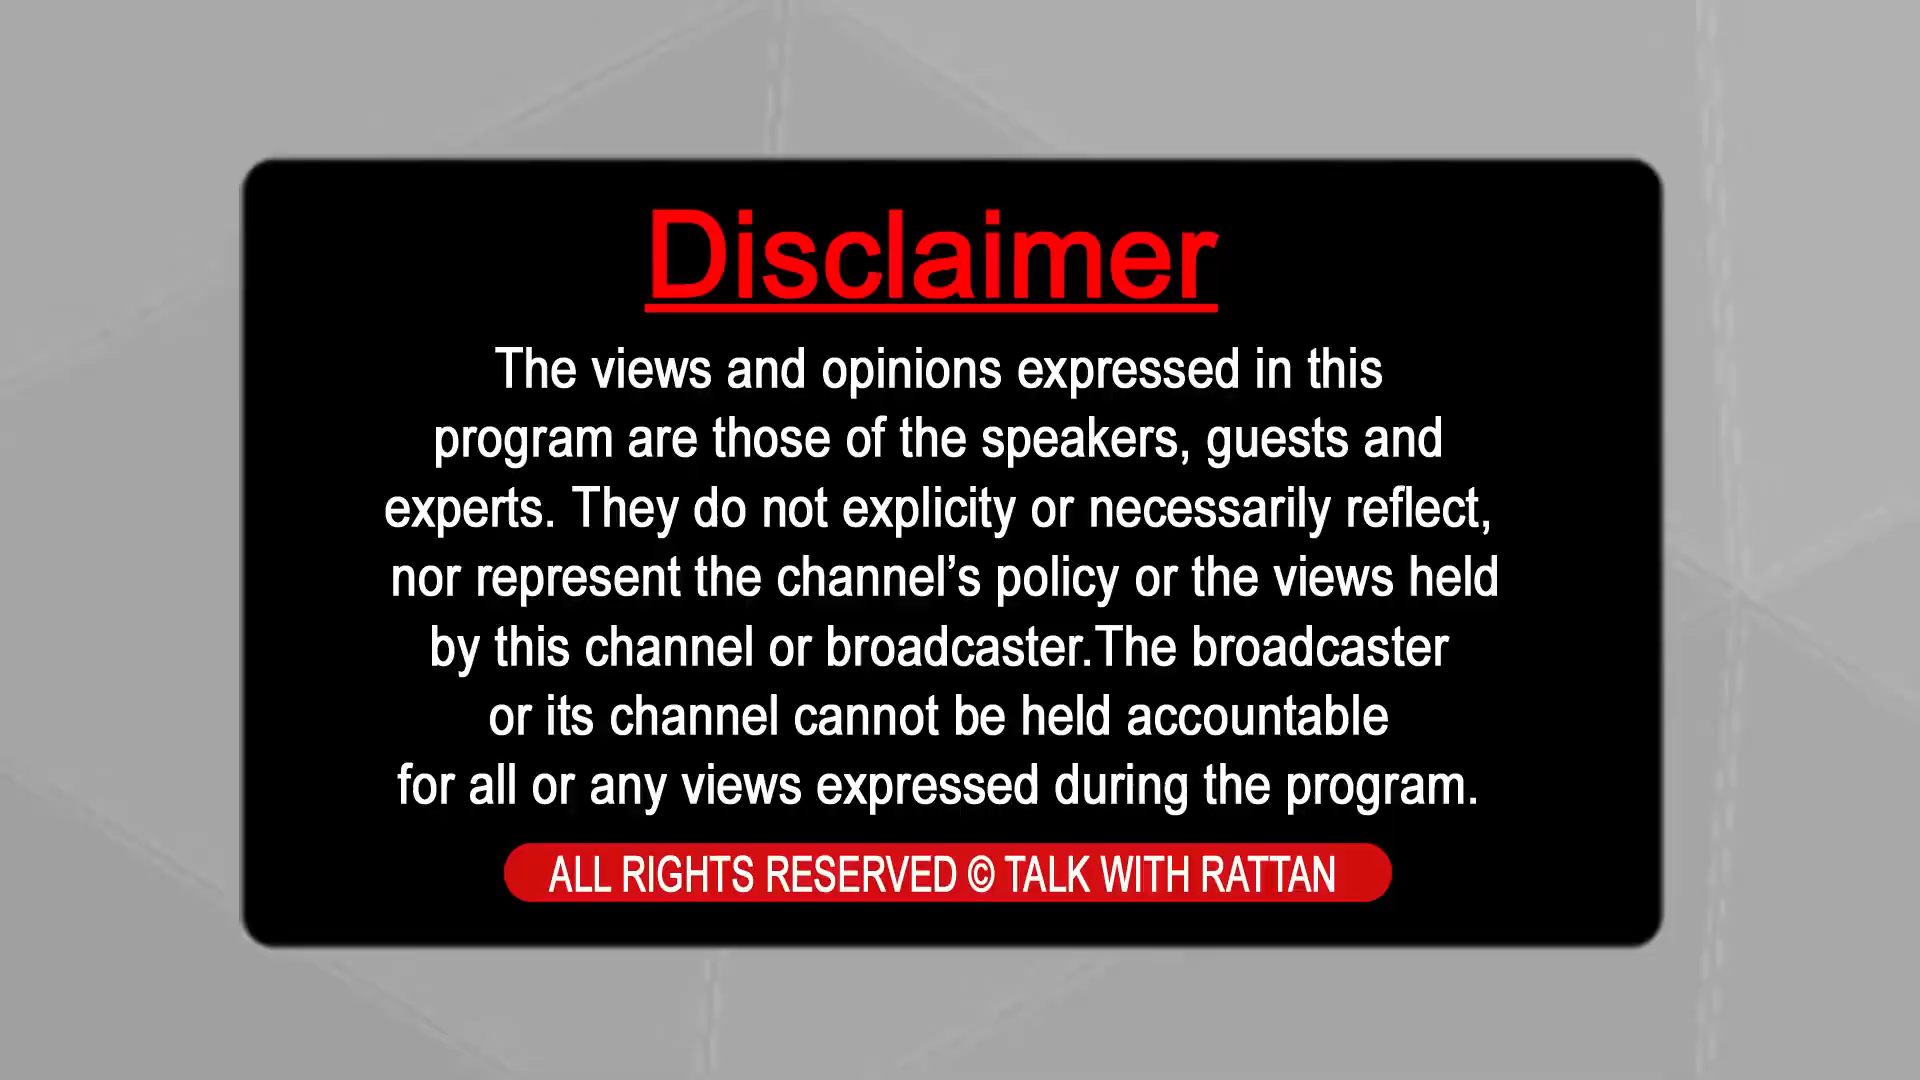 Disclaimer
The views and opinions expressed in this
program are those of the speakers, guests and
experts. They do not explicity or necessarily reflect,
nor represent the channel’s policy or the views held
by this channel or broadcaster.The broadcaster
or its channel cannot be held accountable
for all or any views expressed during the program.
ALL RIGHTS RESERVED © TALK WITH RATTAN